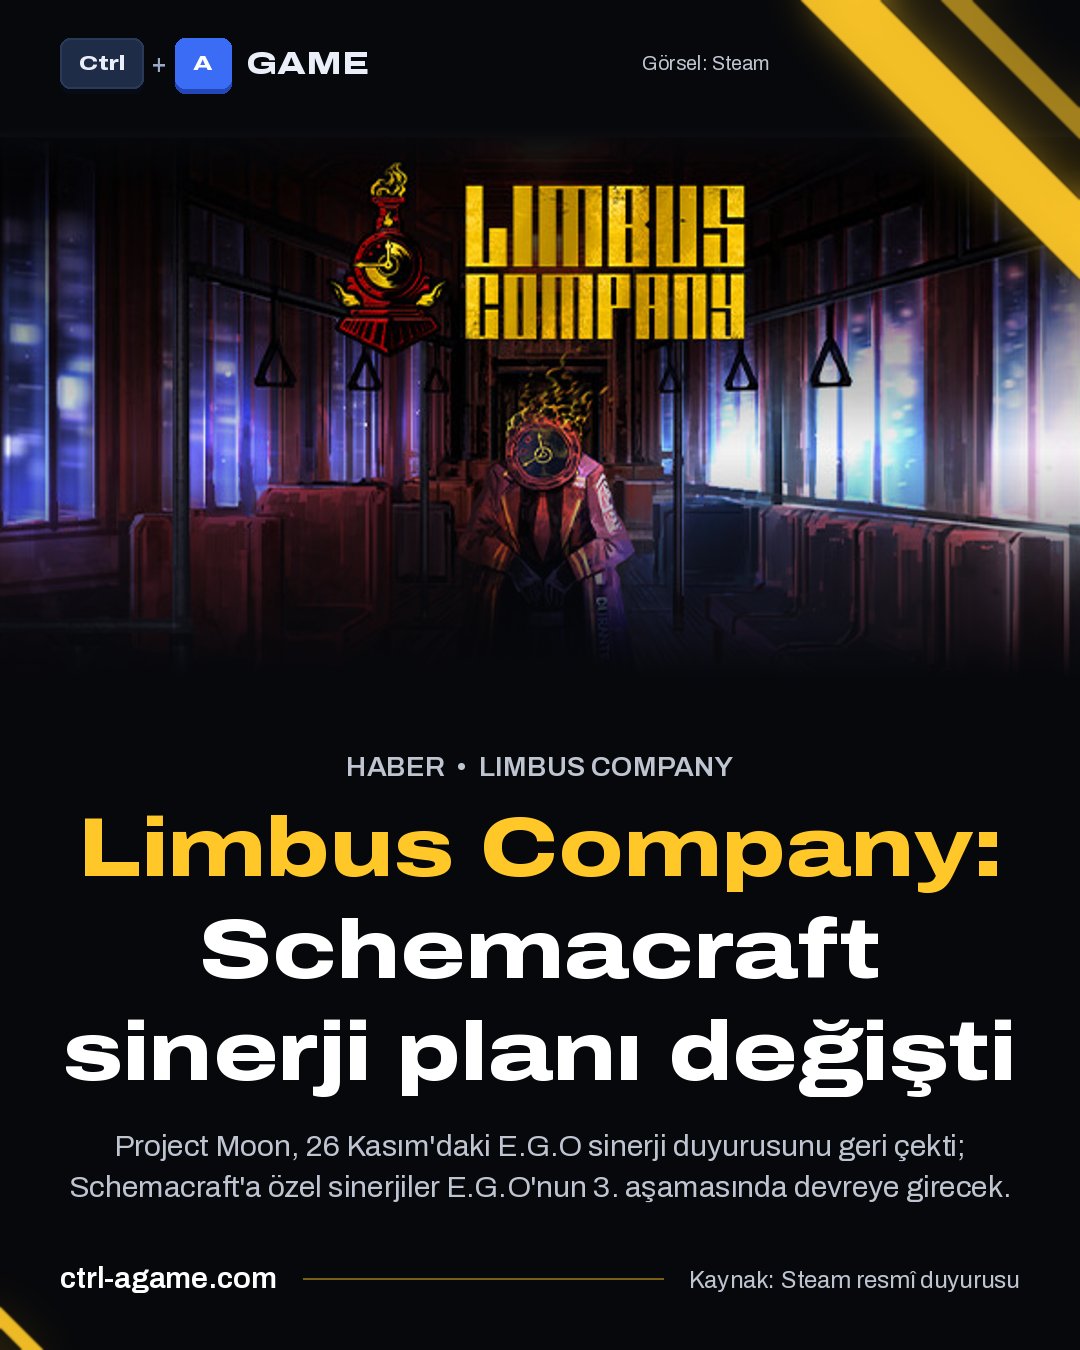 Ctrl + A GAME
Görsel: Steam
LIMBUS
COMPANY
HABER • LIMBUS COMPANY
Limbus Company:
Schemacraft
sinerji planı değişti
Project Moon, 26 Kasım'daki E.G.O sinerji duyurusunu geri çekti;
Schemacraft'a özel sinerjiler E.G.O'nun 3. aşamasında devreye girecek.
ctrl-agame.com
Kaynak: Steam resmî duyurusu